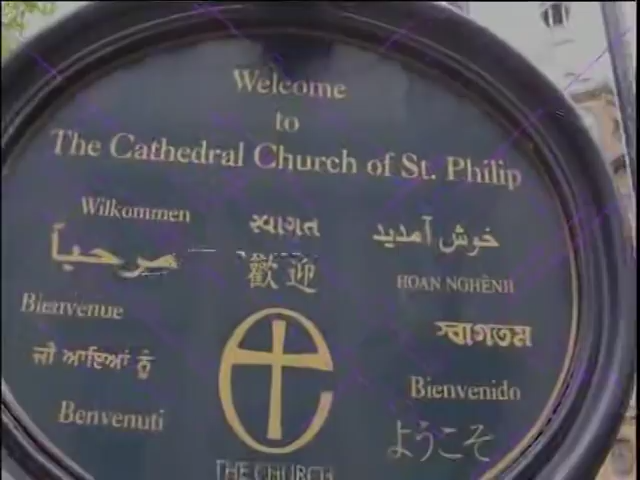 Welcome
to
The Cathedral Church of St. Philip
Wilkommen
સ્વાગત
خوش آمدید
مرحباً
歡迎
HOAN NGHÊNH
Bienvenue
স্বাগতম
ਜੀ ਆਇਆਂ ਨੂੰ
Bienvenido
Benvenuti
ようこそ
THE CHURCH